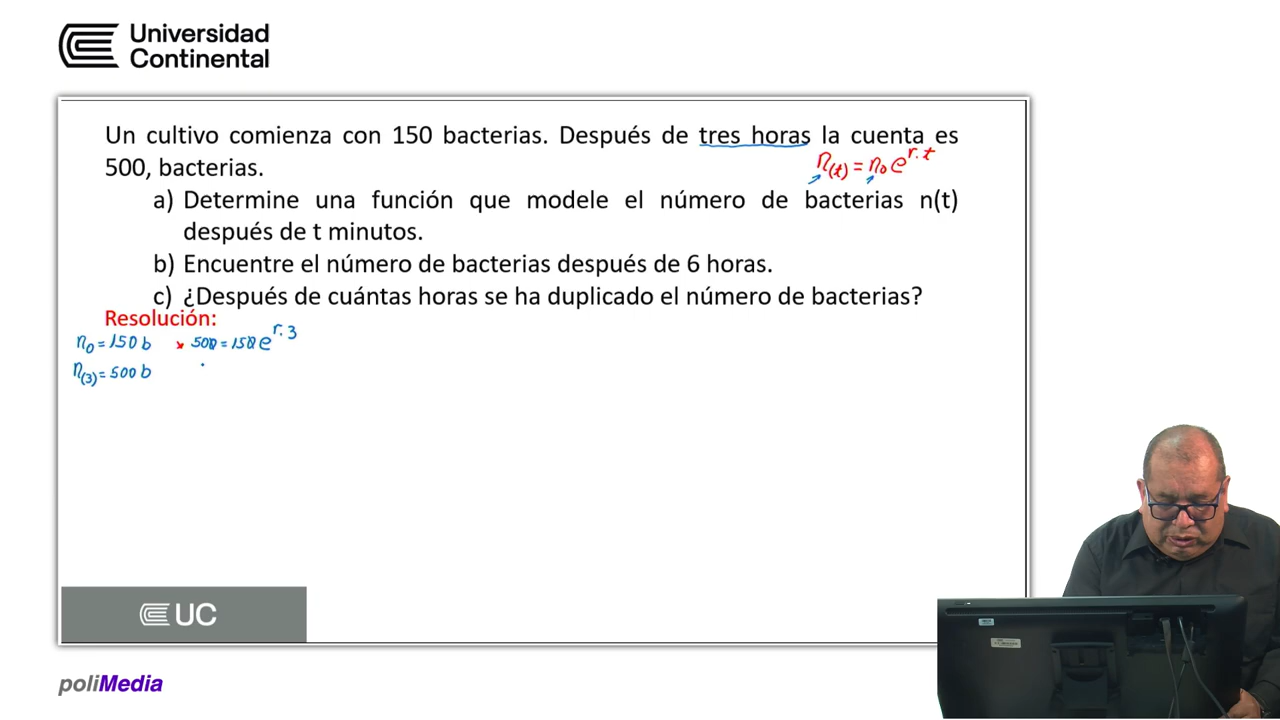 Universidad
Continental
Un cultivo comienza con 150 bacterias. Después de tres horas la cuenta es
500, bacterias.
n(t) = n0 e^r.t
a) Determine una función que modele el número de bacterias n(t)
después de t minutos.
b) Encuentre el número de bacterias después de 6 horas.
c) ¿Después de cuántas horas se ha duplicado el número de bacterias?
Resolución:
n0 = 150 b * 500 = 150 e^r.3
n(3) = 500 b
UC
poliMedia